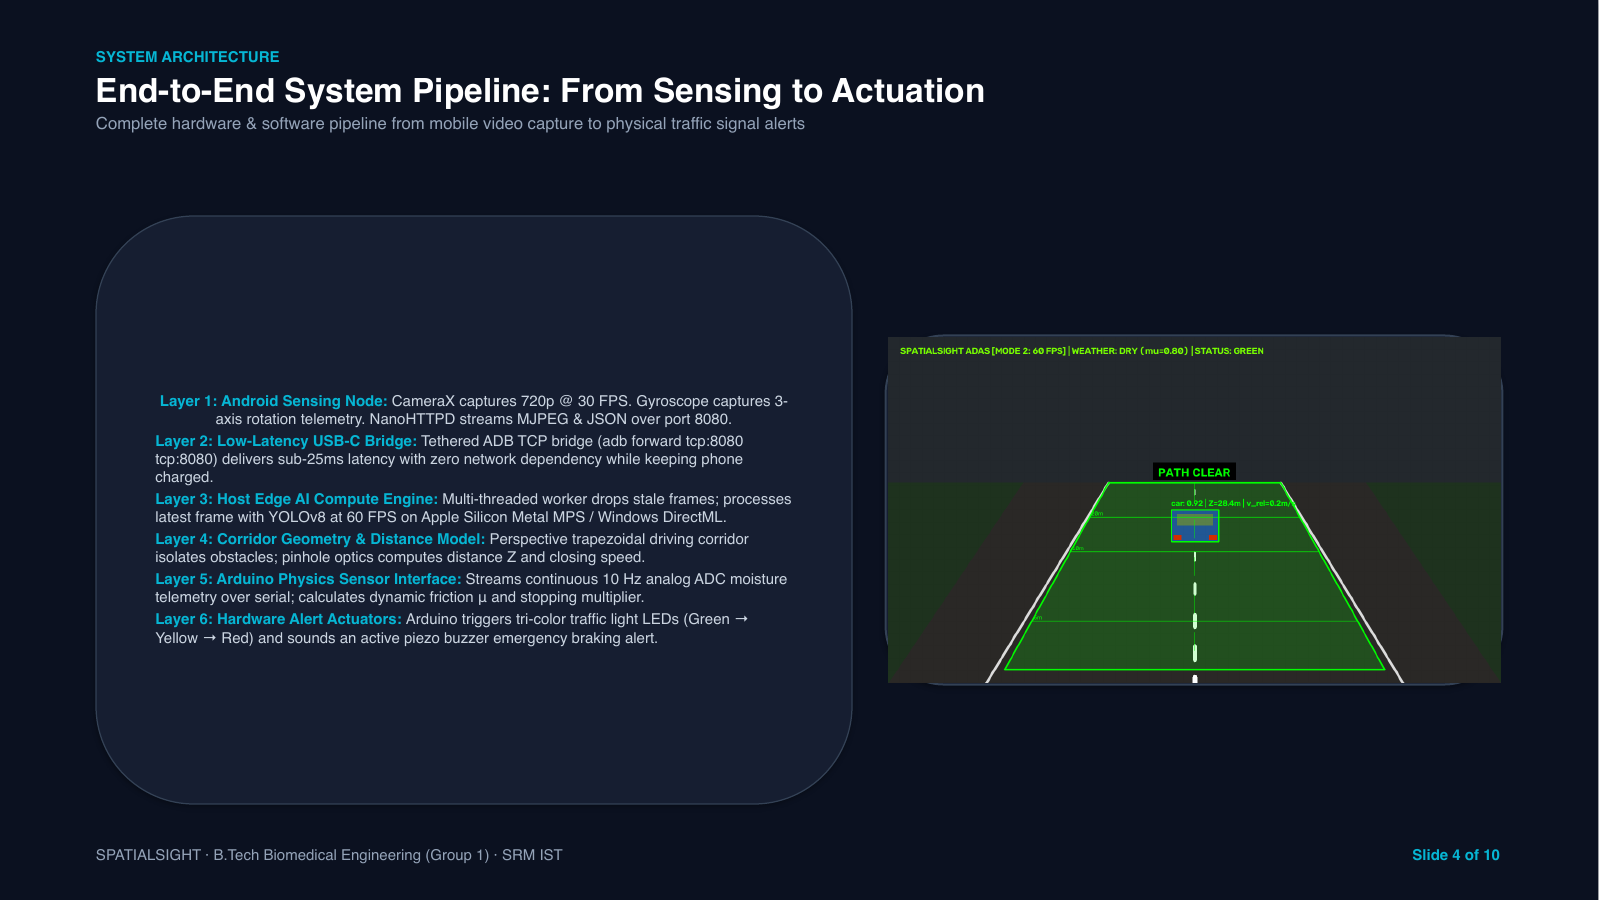 SYSTEM ARCHITECTURE
End-to-End System Pipeline: From Sensing to Actuation
Complete hardware & software pipeline from mobile video capture to physical traffic signal alerts
Layer 1: Android Sensing Node: CameraX captures 720p @ 30 FPS. Gyroscope captures 3-
axis rotation telemetry. NanoHTTPD streams MJPEG & JSON over port 8080.
Layer 2: Low-Latency USB-C Bridge: Tethered ADB TCP bridge (adb forward tcp:8080
tcp:8080) delivers sub-25ms latency with zero network dependency while keeping phone
charged.
Layer 3: Host Edge AI Compute Engine: Multi-threaded worker drops stale frames; processes
latest frame with YOLOv8 at 60 FPS on Apple Silicon Metal MPS / Windows DirectML.
Layer 4: Corridor Geometry & Distance Model: Perspective trapezoidal driving corridor
isolates obstacles; pinhole optics computes distance Z and closing speed.
Layer 5: Arduino Physics Sensor Interface: Streams continuous 10 Hz analog ADC moisture
telemetry over serial; calculates dynamic friction μ and stopping multiplier.
Layer 6: Hardware Alert Actuators: Arduino triggers tri-color traffic light LEDs (Green →
Yellow → Red) and sounds an active piezo buzzer emergency braking alert.
SPATIALSIGHT ADAS [MODE 2: 60 FPS] | WEATHER: DRY (mu=0.80) | STATUS: GREEN
PATH CLEAR
car 0.92 | Z=28.4m | v_rel=0.2m/
SPATIALSIGHT · B.Tech Biomedical Engineering (Group 1) · SRM IST
Slide 4 of 10